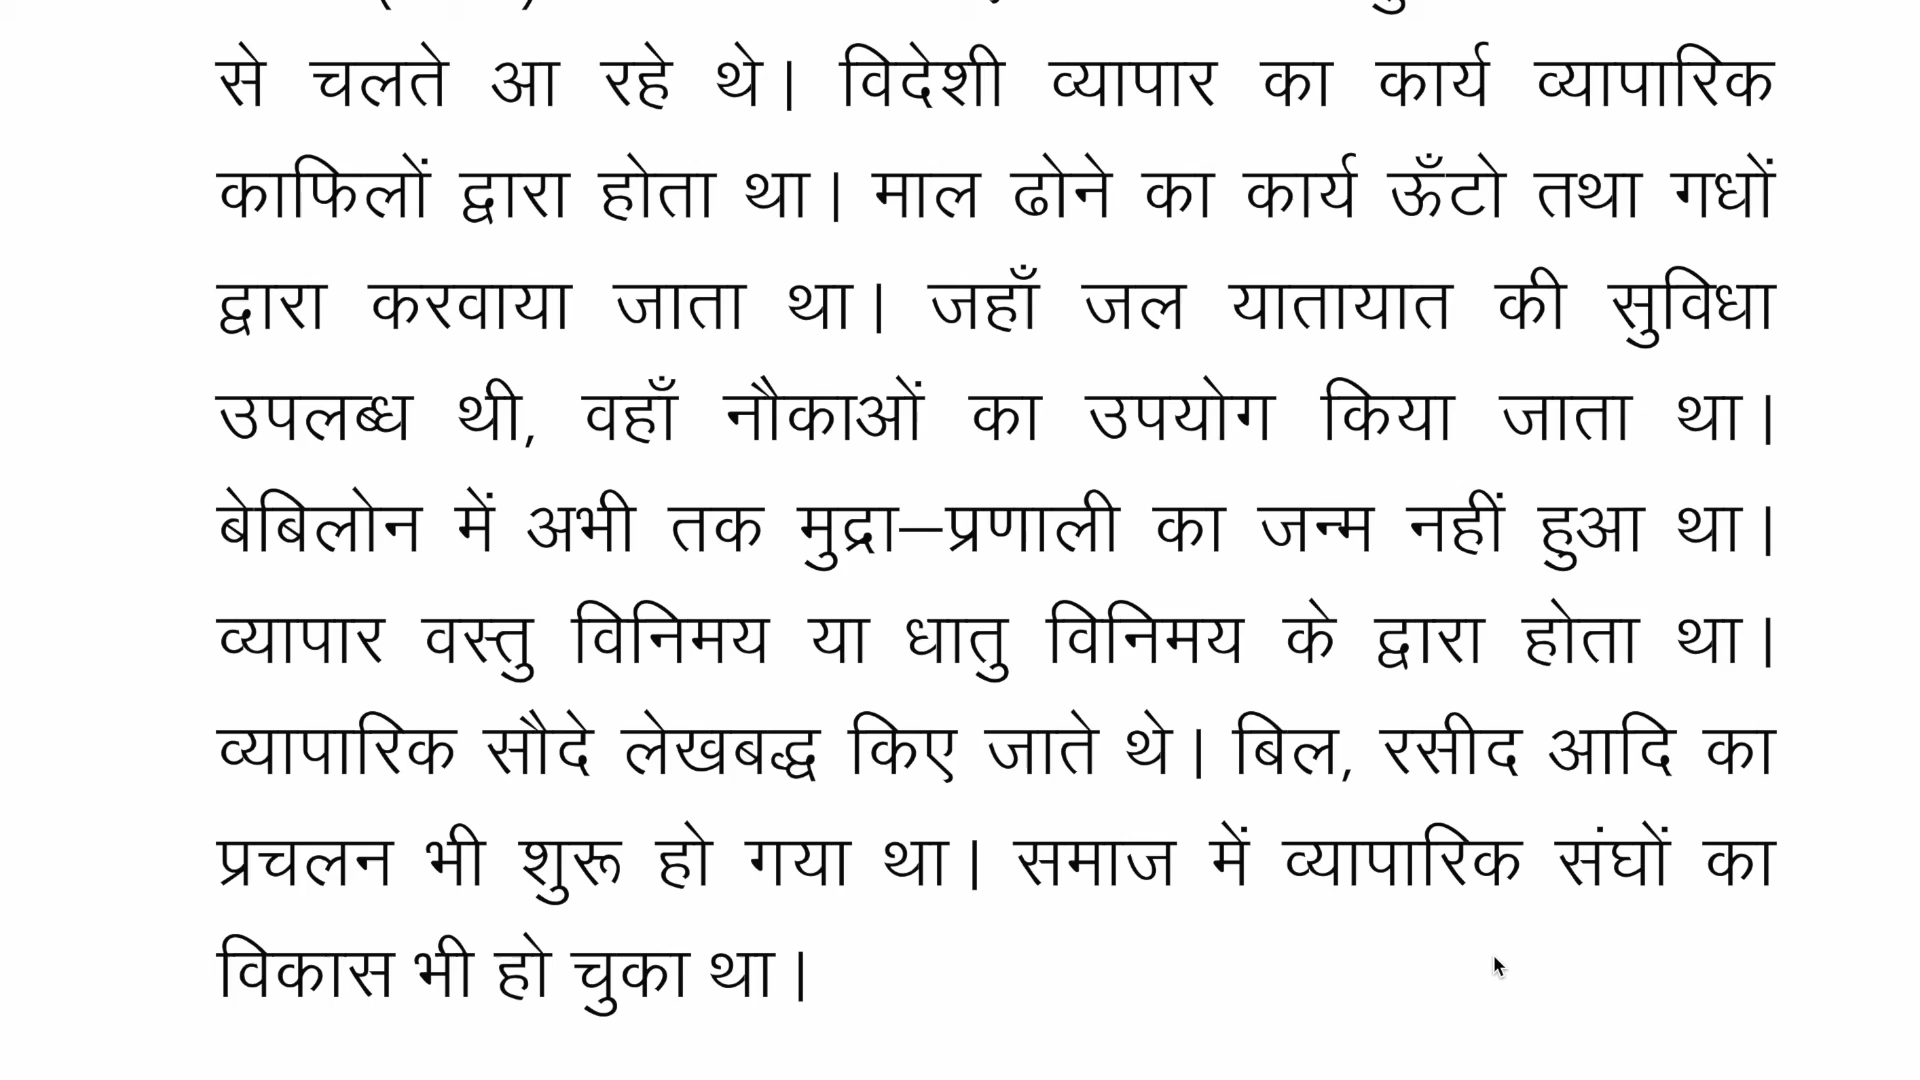 से चलते आ रहे थे। विदेशी व्यापार का कार्य व्यापारिक
काफिलों द्वारा होता था। माल ढोने का कार्य ऊँटो तथा गधों
द्वारा करवाया जाता था। जहाँ जल यातायात की सुविधा
उपलब्ध थी, वहाँ नौकाओं का उपयोग किया जाता था।
बेबिलोन में अभी तक मुद्रा–प्रणाली का जन्म नहीं हुआ था।
व्यापार वस्तु विनिमय या धातु विनिमय के द्वारा होता था।
व्यापारिक सौदे लेखबद्ध किए जाते थे। बिल, रसीद आदि का
प्रचलन भी शुरू हो गया था। समाज में व्यापारिक संघों का
विकास भी हो चुका था।